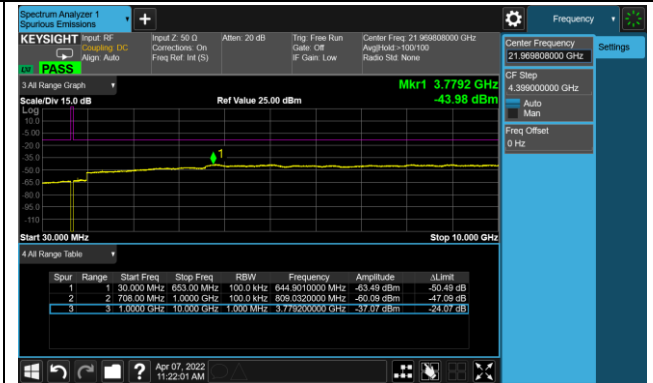 Spectrum Analyzer 1
Spurious Emissions
Frequency
KEYSIGHT
Input: RF
Coupling: DC
Align: Auto
Input Z: 50 Ω
Corrections: On
Freq Ref: Int (S)
Atten: 20 dB
Trig: Free Run
Gate: Off
IF Gain: Low
Center Freq: 21.969808000 GHz
Avg|Hold:>100/100
Radio Std: None
PASS
Center Frequency
21.969808000 GHz
Settings
CF Step
4.399000000 GHz
Auto
Man
Freq Offset
0 Hz
3 All Range Graph
Mkr1 3.7792 GHz
-43.98 dBm
Scale/Div 15.0 dB
Ref Value 25.00 dBm
Log
10.0
-5.00
-20.0
-35.0
-50.0
-65.0
-80.0
-95.0
-110
1
Start 30.000 MHz
Stop 10.000 GHz
4 All Range Table
Spur Range Start Freq Stop Freq RBW Frequency Amplitude ΔLimit
1 1 30.000 MHz 653.00 MHz 100.0 kHz 644.9010000 MHz -63.49 dBm -50.49 dB
2 2 708.00 MHz 1.0000 GHz 100.0 kHz 809.0320000 MHz -60.09 dBm -47.09 dB
3 3 1.0000 GHz 10.000 GHz 1.000 MHz 3.779200000 GHz -37.07 dBm -24.07 dB
?
Apr 07, 2022
11:22:01 AM